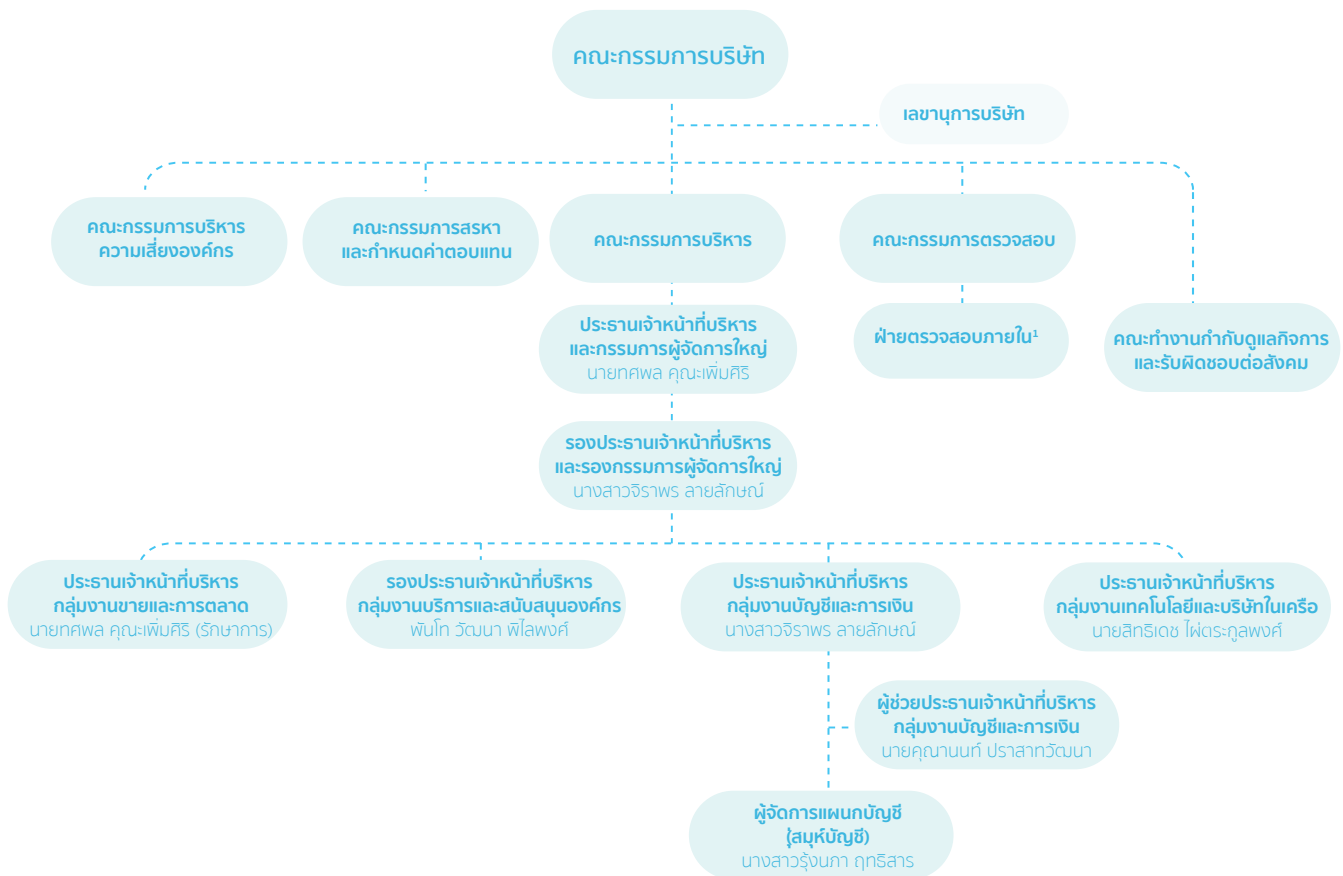 คณะกรรมการบริษัท
เลขานุการบริษัท
คณะกรรมการบริหาร
ความเสี่ยงองค์กร
คณะกรรมการสรหา
และกำหนดค่าตอบแทน
คณะกรรมการบริหาร
คณะกรรมการตรวจสอบ
ประธานเจ้าหน้าที่บริหาร
และกรรมการผู้จัดการใหญ่
นายทศพล คุณะเพิ่มศิริ
ฝ่ายตรวจสอบภายใน¹
คณะทำงานกำกับดูแลกิจการ
และรับผิดชอบต่อสังคม
รองประธานเจ้าหน้าที่บริหาร
และรองกรรมการผู้จัดการใหญ่
นางสาวจิราพร ลายลักษณ์
ประธานเจ้าหน้าที่บริหาร
กลุ่มงานขายและการตลาด
นายทศพล คุณะเพิ่มศิริ (รักษาการ)
รองประธานเจ้าหน้าที่บริหาร
กลุ่มงานบริการและสนับสนุนองค์กร
พันโท วัฒนา พิไลพงศ์
ประธานเจ้าหน้าที่บริหาร
กลุ่มงานบัญชีและการเงิน
นางสาวจิราพร ลายลักษณ์
ประธานเจ้าหน้าที่บริหาร
กลุ่มงานเทคโนโลยีและบริษัทในเครือ
นายสิทธิเดช ไผ่ตระกูลพงศ์
ผู้ช่วยประธานเจ้าหน้าที่บริหาร
กลุ่มงานบัญชีและการเงิน
นายคุณานนท์ ปราสาทวัฒนา
ผู้จัดการแผนกบัญชี
(สมุห์บัญชี)
นางสาวรุ้งนภา ฤทธิสาร